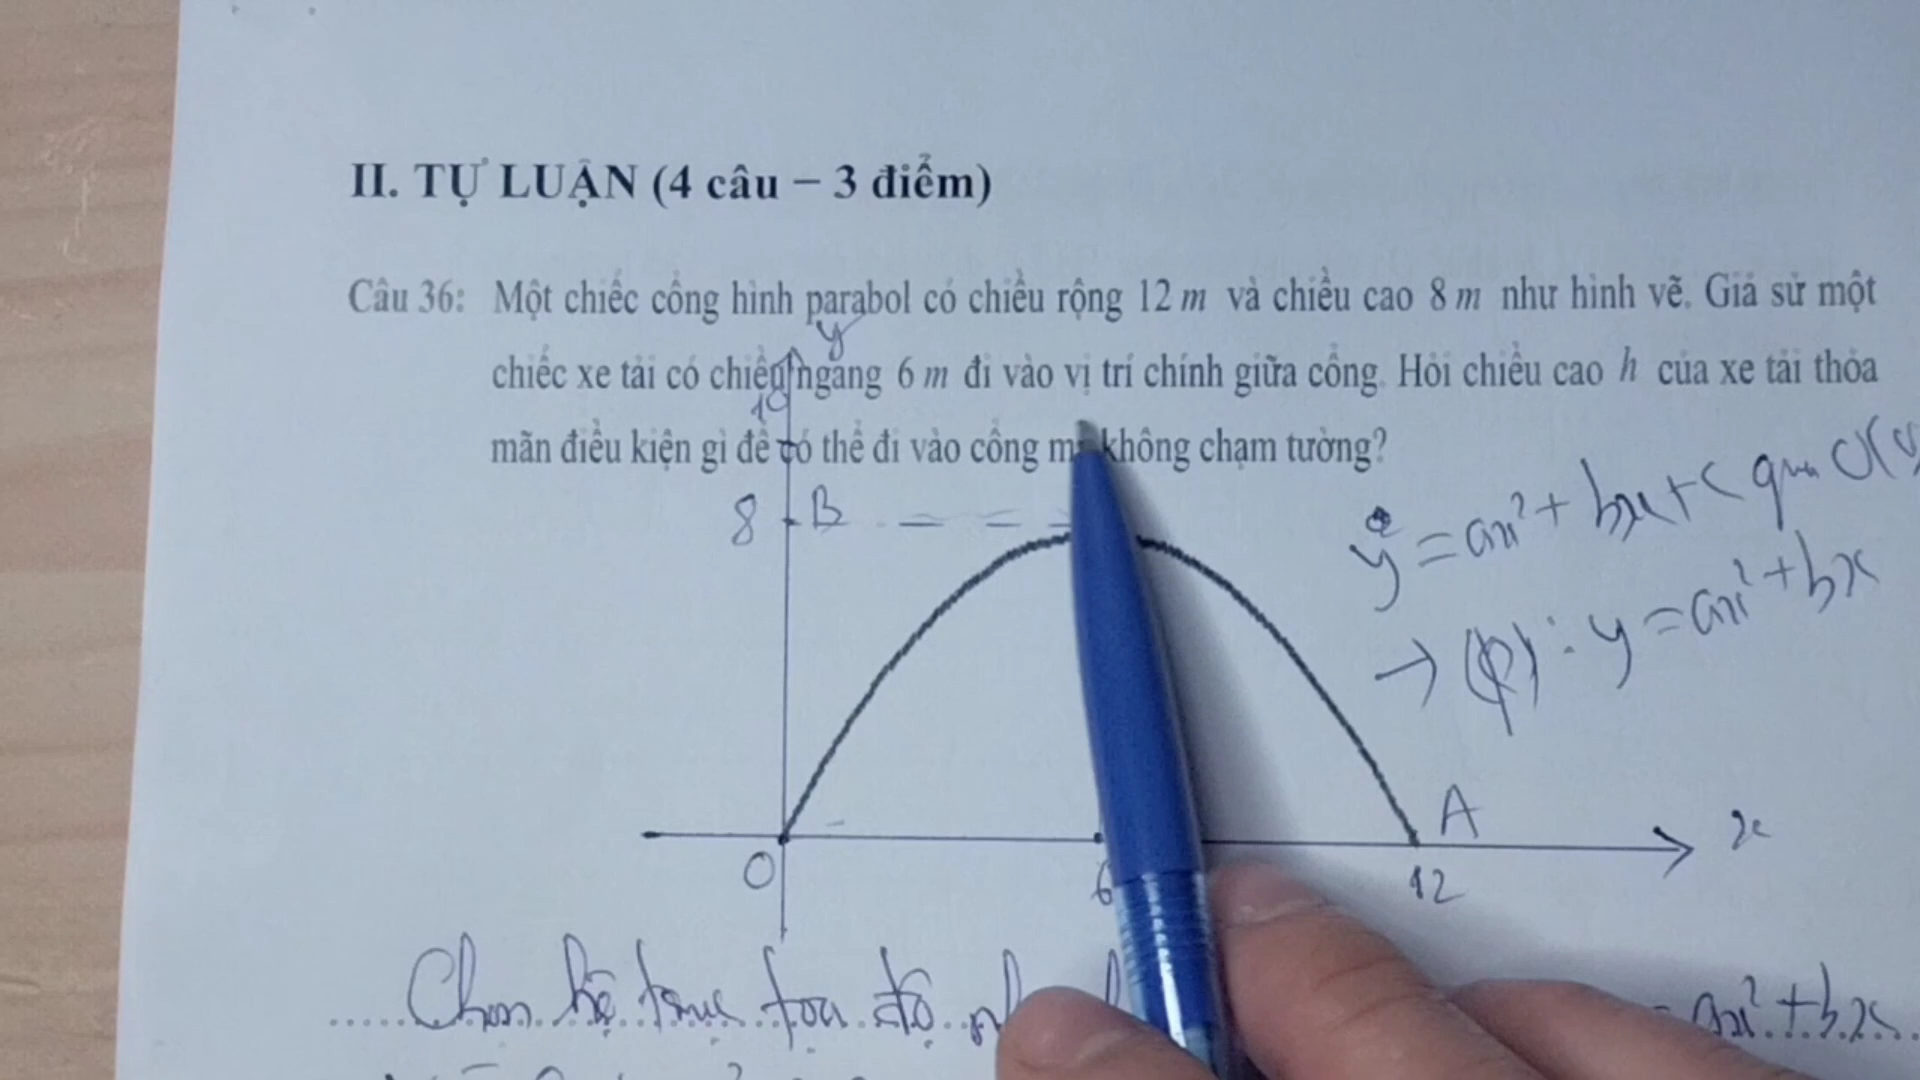 II. TỰ LUẬN (4 câu – 3 điểm)
Câu 36: Một chiếc cổng hình parabol có chiều rộng 12 m và chiều cao 8 m như hình vẽ. Giả sử một
chiếc xe tải có chiều ngang 6 m đi vào vị trí chính giữa cổng. Hỏi chiều cao h của xe tải thỏa
mãn điều kiện gì để có thể đi vào cổng mà không chạm tường?
y
10
8 B
y = ax² + bx + c qua O(
→ (P): y = ax² + bx
A
x
O
6
12
Chọn hệ trục tọa độ = ax² + bx